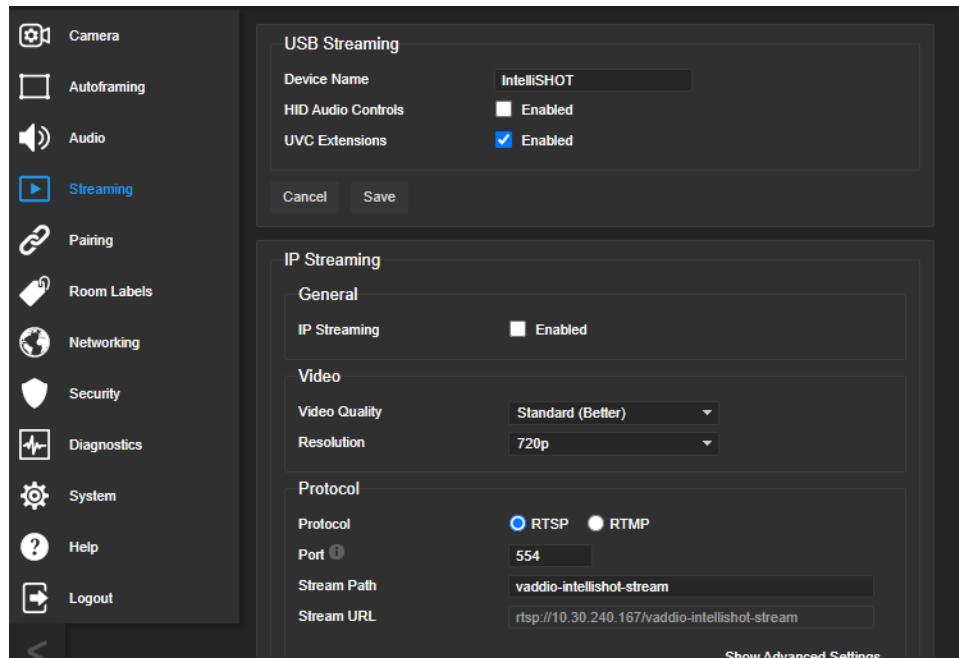 Camera
Autoframing
Audio
Streaming
Pairing
Room Labels
Networking
Security
Diagnostics
System
Help
Logout
USB Streaming
Device Name IntelliSHOT
HID Audio Controls Enabled
UVC Extensions Enabled
Cancel Save
IP Streaming
General
IP Streaming Enabled
Video
Video Quality Standard (Better)
Resolution 720p
Protocol
Protocol RTSP RTMP
Port 554
Stream Path vaddio-intellishot-stream
Stream URL rtsp://10.30.240.167/vaddio-intellishot-stream
Show Advanced Settings